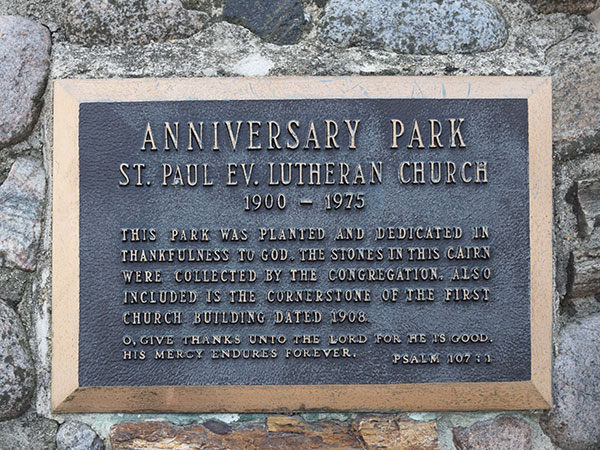 ANNIVERSARY PARK
ST. PAUL EV. LUTHERAN CHURCH
1900 - 1975
THIS PARK WAS PLANTED AND DEDICATED IN
THANKFULNESS TO GOD. THE STONES IN THIS CAIRN
WERE COLLECTED BY THE CONGREGATION. ALSO
INCLUDED IS THE CORNERSTONE OF THE FIRST
CHURCH BUILDING DATED 1908.
O, GIVE THANKS UNTO THE LORD FOR HE IS GOOD.
HIS MERCY ENDURES FOREVER. PSALM 107:1